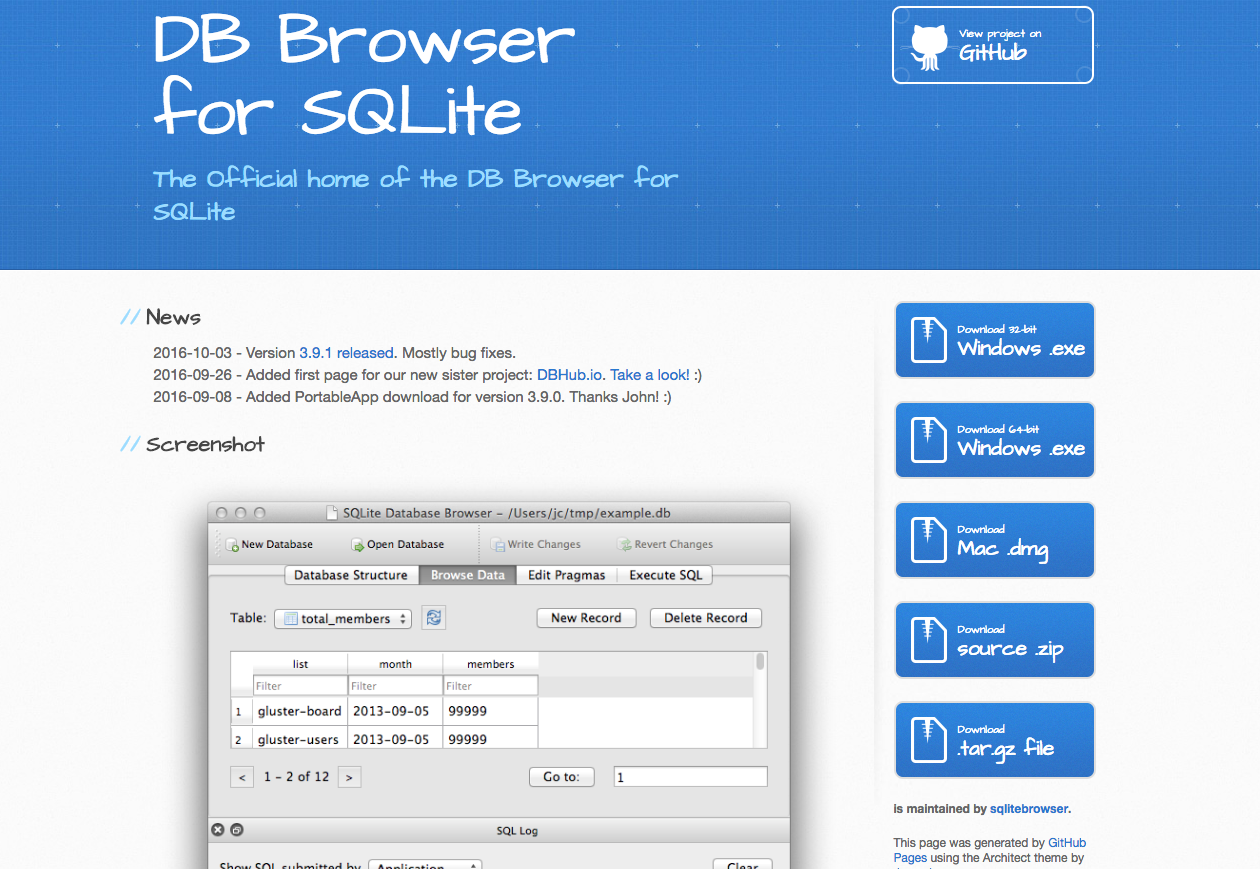 DB Browser
for SQLite
View project on
GitHub
The Official home of the DB Browser for
SQLite
// News
2016-10-03 - Version 3.9.1 released. Mostly bug fixes.
2016-09-26 - Added first page for our new sister project: DBHub.io. Take a look! :)
2016-09-08 - Added PortableApp download for version 3.9.0. Thanks John! :)
// Screenshot
SQLite Database Browser – /Users/jc/tmp/example.db
New Database Open Database Write Changes Revert Changes
Database Structure Browse Data Edit Pragmas Execute SQL
Table: total_members New Record Delete Record
list month members
Filter Filter Filter
1 gluster-board 2013-09-05 99999
2 gluster-users 2013-09-05 99999
< 1 – 2 of 12 > Go to: 1
SQL Log
Show SQL submitted by Application Clear
Download 32-bit
Windows .exe
Download 64-bit
Windows .exe
Download
Mac .dmg
Download
source .zip
Download
.tar.gz file
is maintained by sqlitebrowser.
This page was generated by GitHub
Pages using the Architect theme by